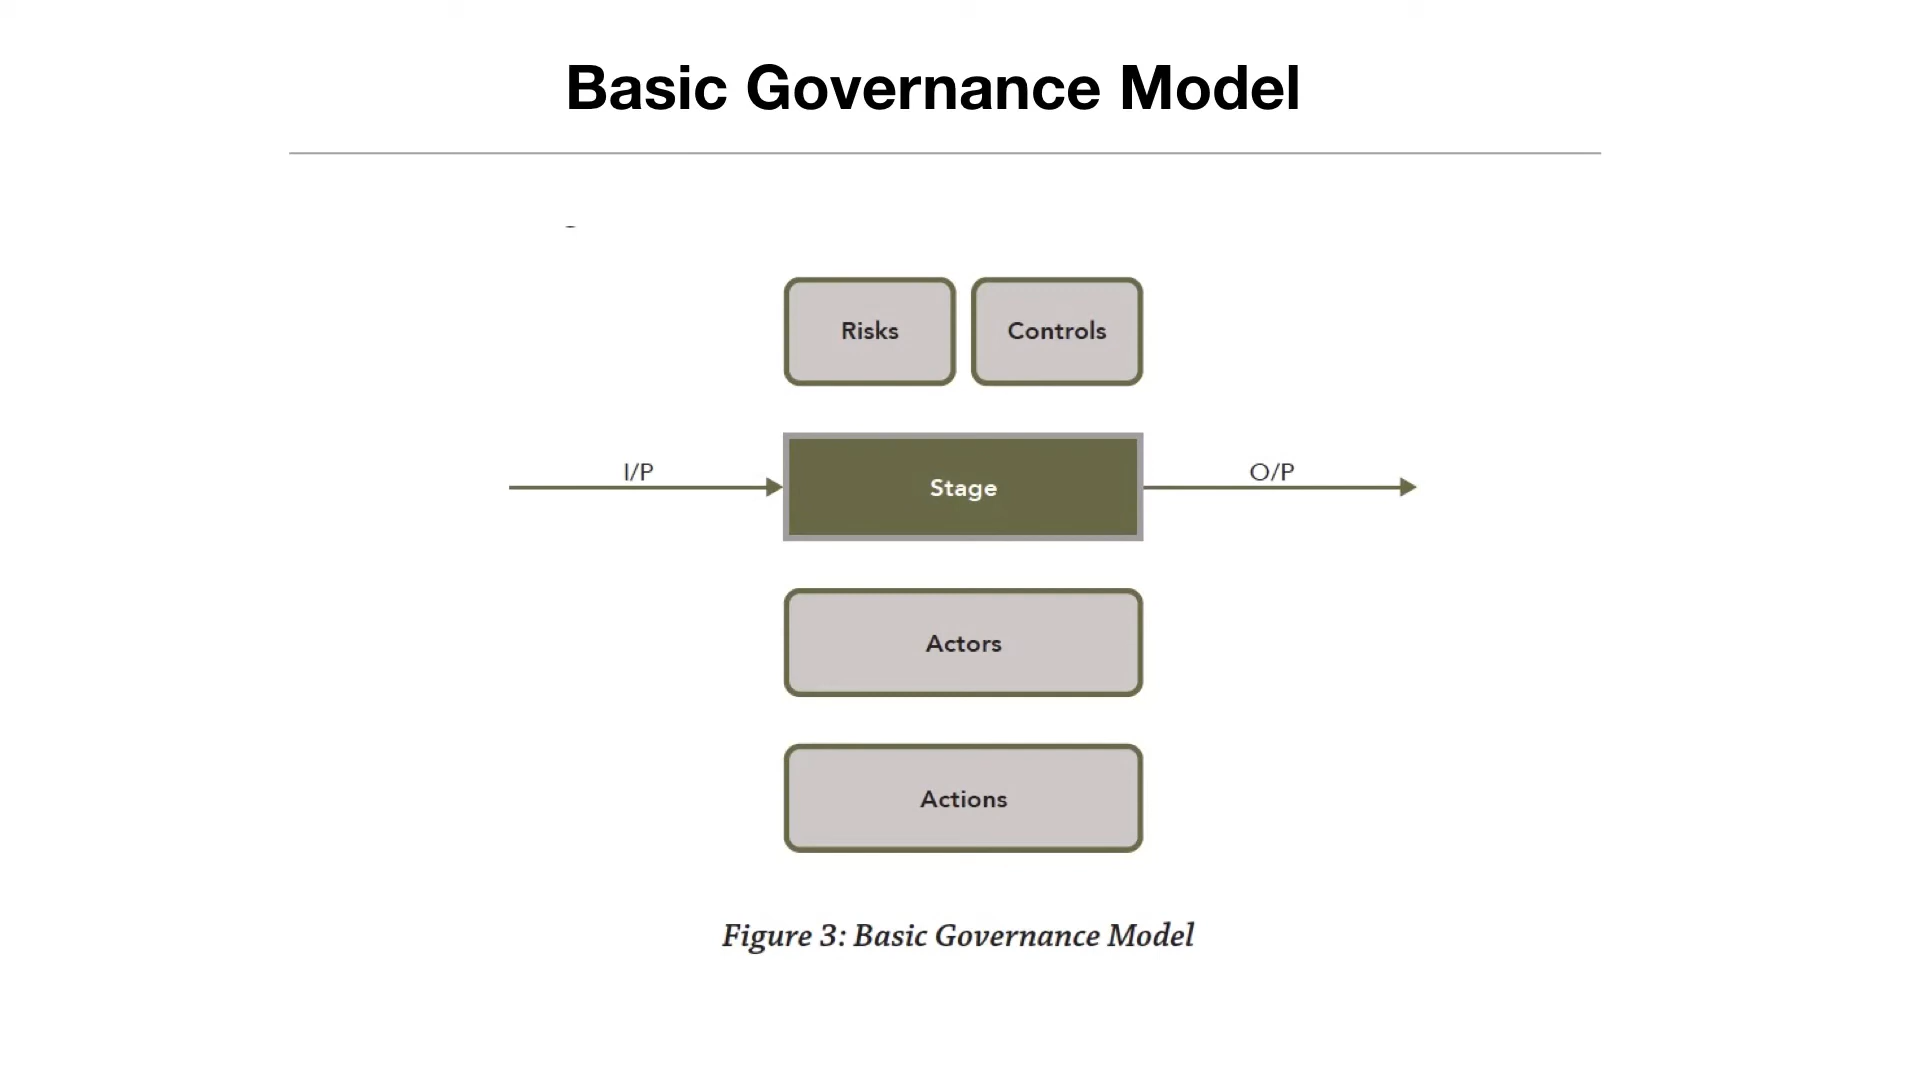 Basic Governance Model
Risks
Controls
I/P
Stage
O/P
Actors
Actions
Figure 3: Basic Governance Model